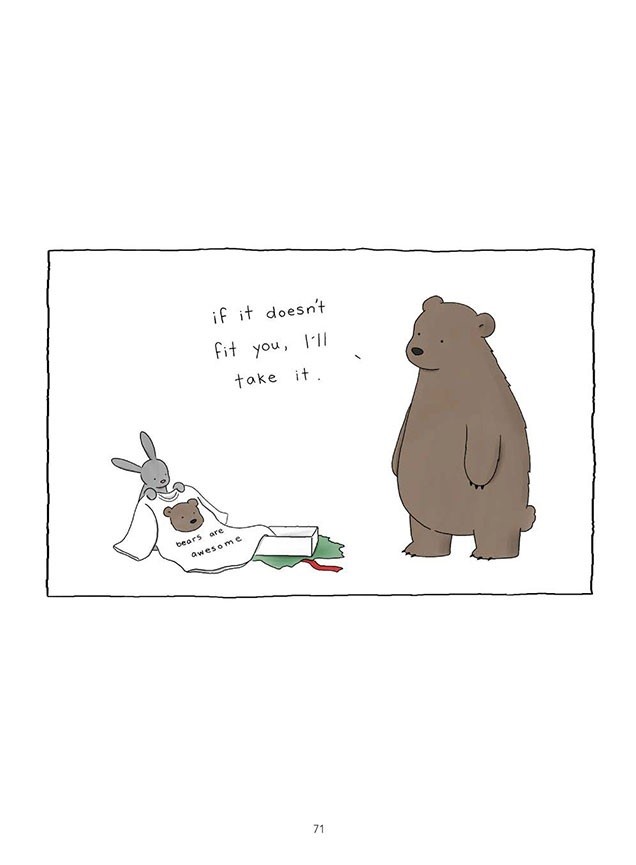 if it doesn't
fit you, I'll
take it.
bears are
awesome
71